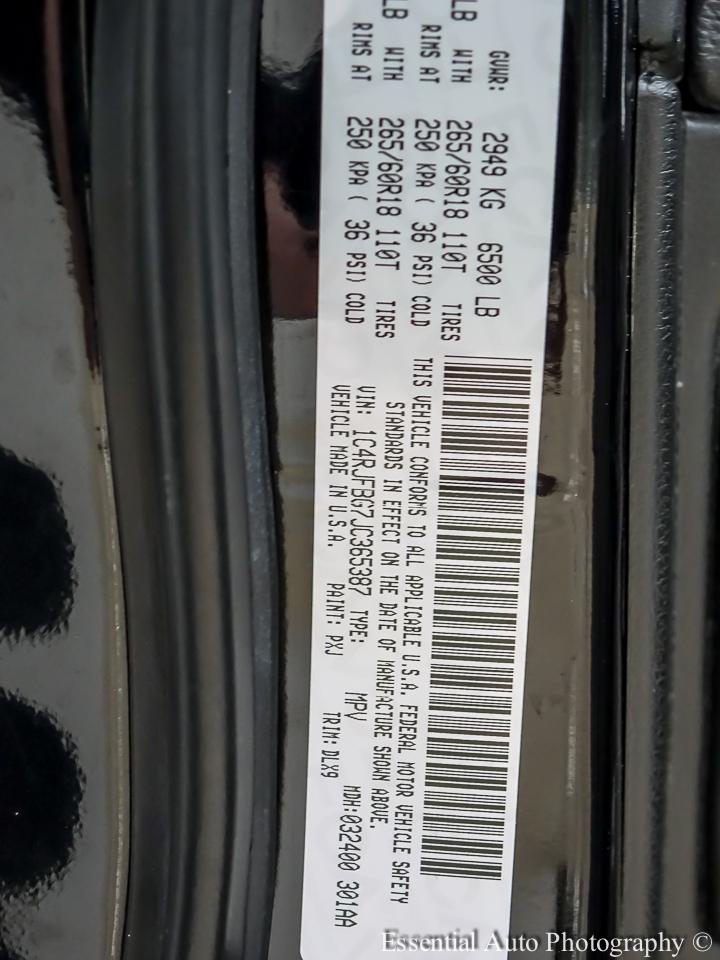 GVWR: 2949 KG 6500 LB
LB WITH 265/60R18 110T TIRES
RIMS AT 250 KPA ( 36 PSI) COLD
LB WITH 265/60R18 110T TIRES
RIMS AT 250 KPA ( 36 PSI) COLD
THIS VEHICLE CONFORMS TO ALL APPLICABLE U.S.A. FEDERAL MOTOR VEHICLE SAFETY
STANDARDS IN EFFECT ON THE DATE OF MANUFACTURE SHOWN ABOVE.
VIN: 1C4RJFBG7JC365387 TYPE: MPV MDH:032400 301AA
VEHICLE MADE IN U.S.A. PAINT: PXJ TRIM: DLX9
Essential Auto Photography ©